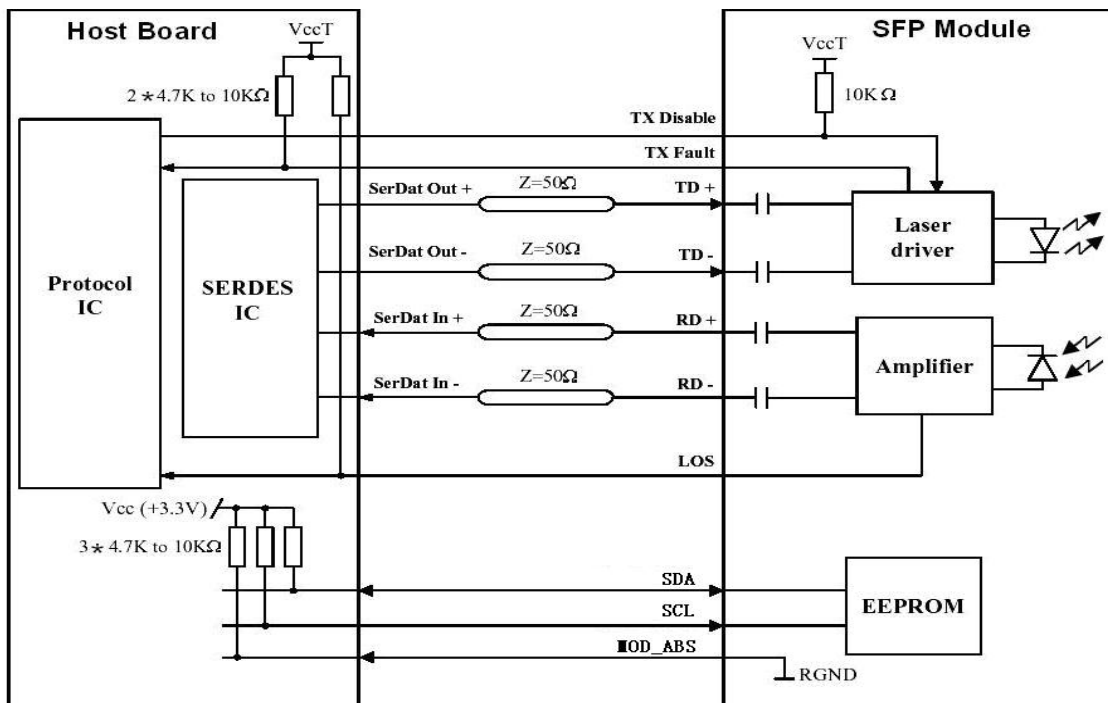 Host Board
VccT
2*4.7K to 10KΩ
SFP Module
VccT
10KΩ
TX Disable
TX Fault
Protocol
IC
SERDES
IC
SerDat Out +
Z=50Ω
TD +
SerDat Out -
Z=50Ω
TD -
SerDat In +
Z=50Ω
RD +
SerDat In -
Z=50Ω
RD -
Laser
driver
Amplifier
LOS
Vcc (+3.3V)
3*4.7K to 10KΩ
SDA
SCL
MOD_ABS
EEPROM
RGND